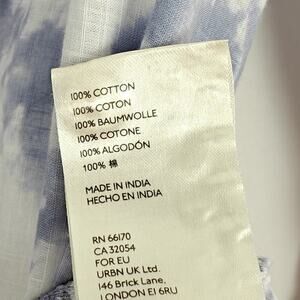 100% COTTON
100% COTON
100% BAUMWOLLE
100% COTONE
100% ALGODÓN
100% 棉
MADE IN INDIA
HECHO EN INDIA
RN 66170
CA 32054
FOR EU
URBN UK Ltd.
146 Brick Lane,
LONDON E1 6RU